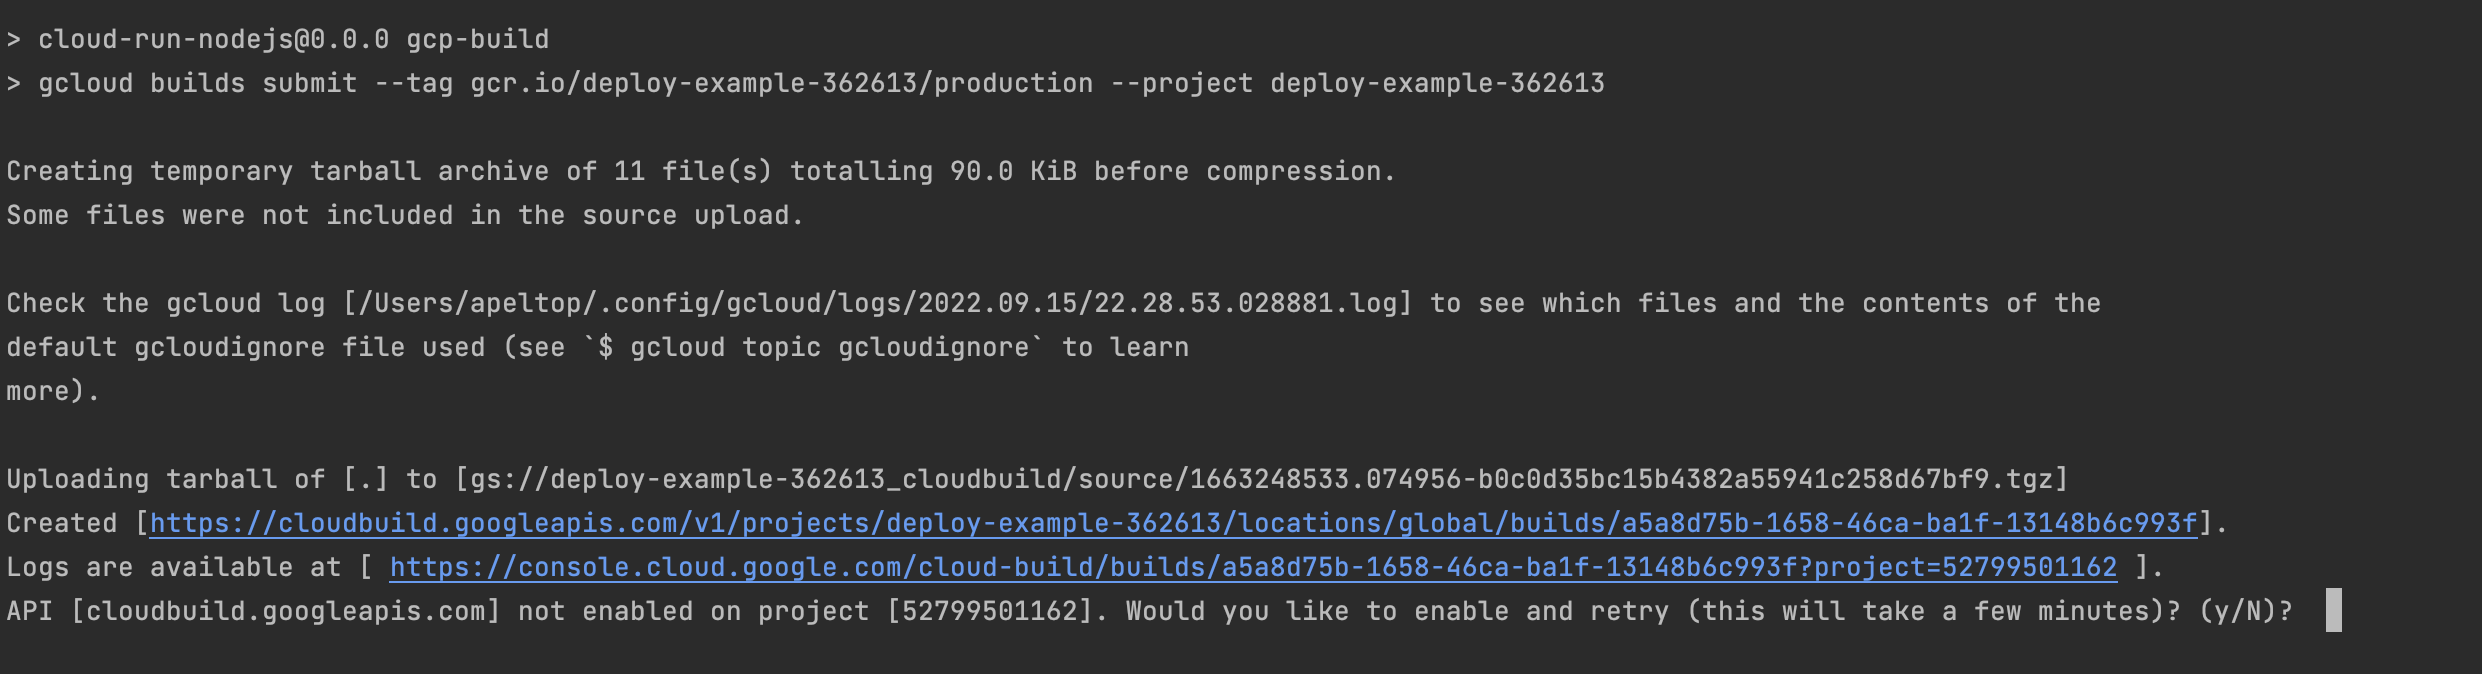 > cloud-run-nodejs@0.0.0 gcp-build
> gcloud builds submit --tag gcr.io/deploy-example-362613/production --project deploy-example-362613
Creating temporary tarball archive of 11 file(s) totalling 90.0 KiB before compression.
Some files were not included in the source upload.
Check the gcloud log [/Users/apeltop/.config/gcloud/logs/2022.09.15/22.28.53.028881.log] to see which files and the contents of the
default gcloudignore file used (see `$ gcloud topic gcloudignore` to learn
more).
Uploading tarball of [.] to [gs://deploy-example-362613_cloudbuild/source/1663248533.074956-b0c0d35bc15b4382a55941c258d67bf9.tgz]
Created [https://cloudbuild.googleapis.com/v1/projects/deploy-example-362613/locations/global/builds/a5a8d75b-1658-46ca-ba1f-13148b6c993f].
Logs are available at [ https://console.cloud.google.com/cloud-build/builds/a5a8d75b-1658-46ca-ba1f-13148b6c993f?project=52799501162 ].
API [cloudbuild.googleapis.com] not enabled on project [52799501162]. Would you like to enable and retry (this will take a few minutes)? (y/N)?